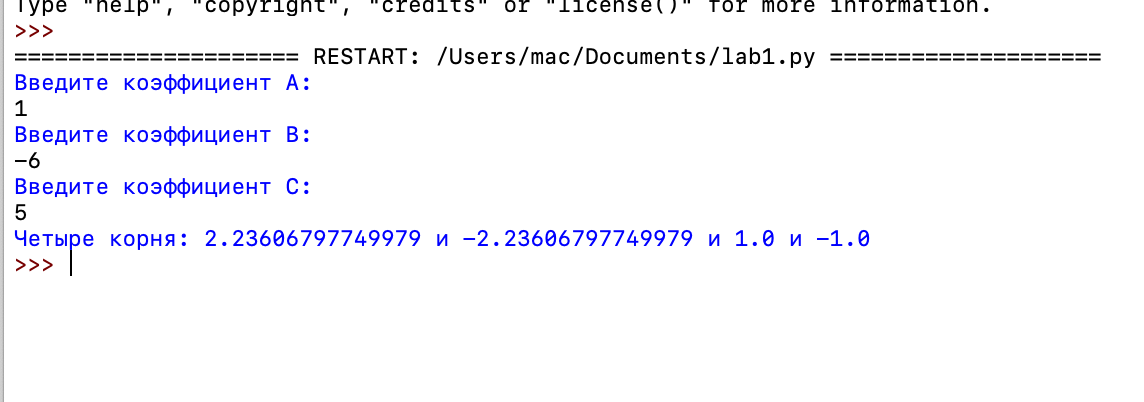 Type "help", "copyright", "credits" or "license()" for more information.
>>>
===================== RESTART: /Users/mac/Documents/lab1.py ====================
Введите коэффициент A:
1
Введите коэффициент B:
-6
Введите коэффициент C:
5
Четыре корня: 2.23606797749979 и -2.23606797749979 и 1.0 и -1.0
>>>